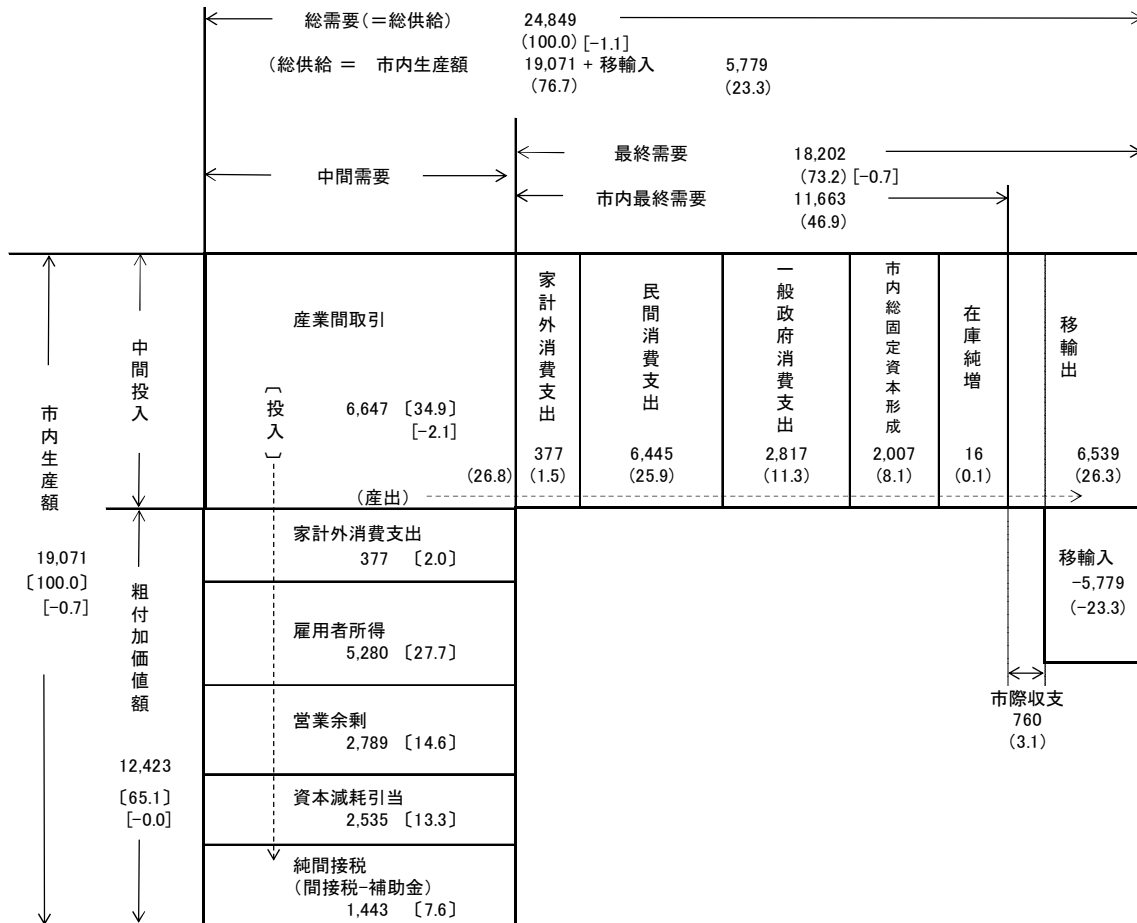 総需要(=総供給) 24,849
(100.0) [-1.1]
(総供給 = 市内生産額 19,071 + 移輸入 5,779
(76.7) (23.3)
最終需要 18,202
中間需要 (73.2) [-0.7]
市内最終需要 11,663
(46.9)
市内生産額
19,071
〔100.0〕
[-0.7]
中間投入
粗付加価値額
12,423
〔65.1〕
[-0.0]
産業間取引
〔投入〕
6,647 〔34.9〕
[-2.1]
(26.8)
(産出)
家計外消費支出
377
(1.5)
民間消費支出
6,445
(25.9)
一般政府消費支出
2,817
(11.3)
市内総固定資本形成
2,007
(8.1)
在庫純増
16
(0.1)
移輸出
6,539
(26.3)
家計外消費支出
377 〔2.0〕
雇用者所得
5,280 〔27.7〕
営業余剰
2,789 〔14.6〕
資本減耗引当
2,535 〔13.3〕
純間接税
(間接税-補助金)
1,443 〔7.6〕
移輸入
-5,779
(-23.3)
市際収支
760
(3.1)